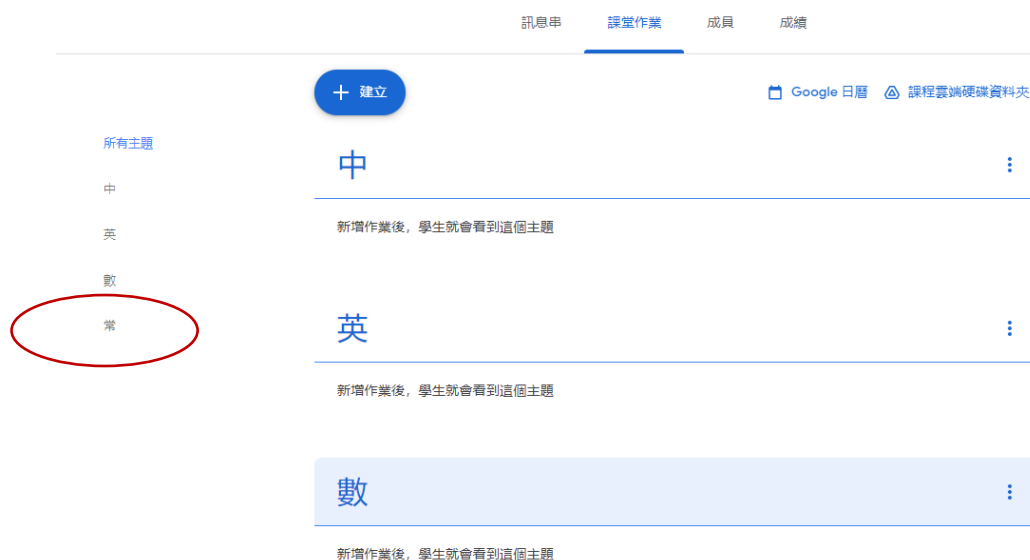 訊息串 課堂作業 成員 成績
建立 Google 日曆 課程雲端硬碟資料夾
所有主題
中
英
數
常
中
新增作業後，學生就會看到這個主題
英
新增作業後，學生就會看到這個主題
數
新增作業後，學生就會看到這個主題